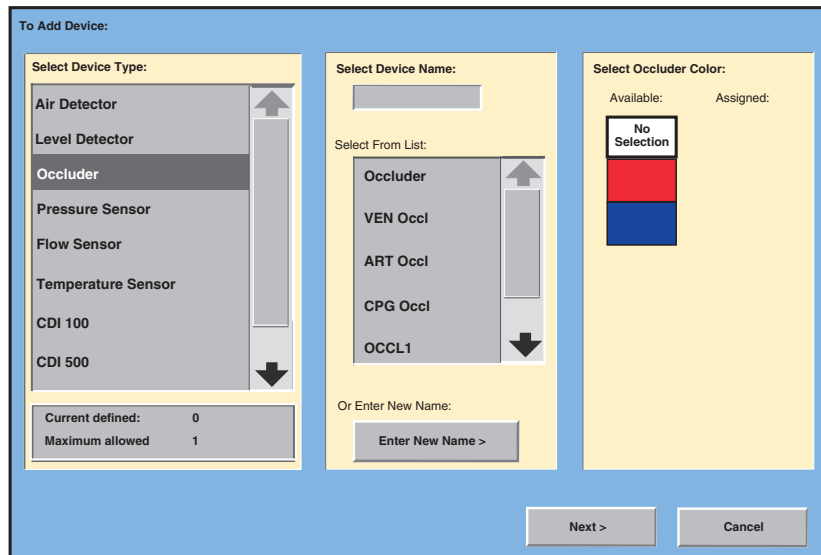 To Add Device:
Select Device Type:
Air Detector
Level Detector
Occluder
Pressure Sensor
Flow Sensor
Temperature Sensor
CDI 100
CDI 500
Current defined: 0
Maximum allowed 1
Select Device Name:
Select From List:
Occluder
VEN Occl
ART Occl
CPG Occl
OCCL1
Or Enter New Name:
Enter New Name >
Select Occluder Color:
Available: Assigned:
No
Selection
Next > Cancel